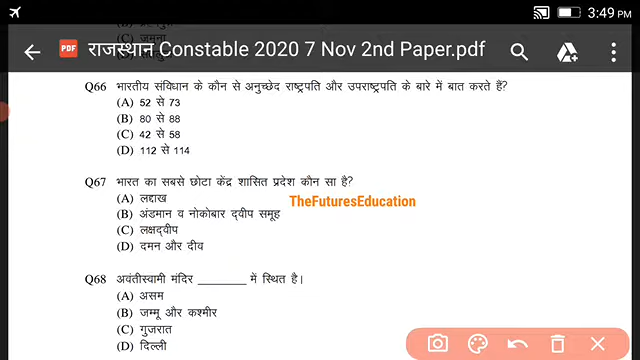 3:49 PM
राजस्थान Constable 2020 7 Nov 2nd Paper.pdf
PDF
(C) जमुना
Q66 भारतीय संविधान के कौन से अनुच्छेद राष्ट्रपति और उपराष्ट्रपति के बारे में बात करते हैं?
(A) 52 से 73
(B) 80 से 88
(C) 42 से 58
(D) 112 से 114
Q67 भारत का सबसे छोटा केंद्र शासित प्रदेश कौन सा है?
(A) लद्दाख
TheFuturesEducation
(B) अंडमान व नोकोबार द्वीप समूह
(C) लक्षद्वीप
(D) दमन और दीव
Q68 अवंतीस्वामी मंदिर ________ में स्थित है।
(A) असम
(B) जम्मू और कश्मीर
(C) गुजरात
(D) दिल्ली